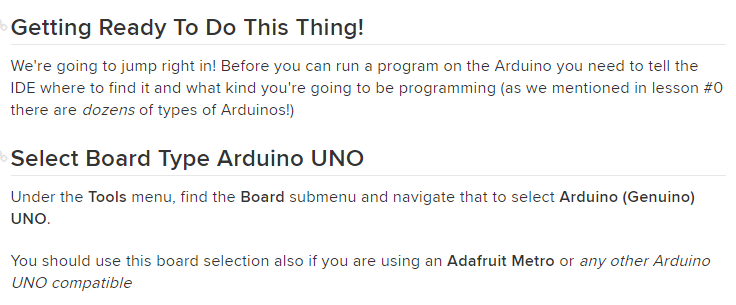 Getting Ready To Do This Thing!
We're going to jump right in! Before you can run a program on the Arduino you need to tell the
IDE where to find it and what kind you're going to be programming (as we mentioned in lesson #0
there are dozens of types of Arduinos!)
Select Board Type Arduino UNO
Under the Tools menu, find the Board submenu and navigate that to select Arduino (Genuino)
UNO.
You should use this board selection also if you are using an Adafruit Metro or any other Arduino
UNO compatible